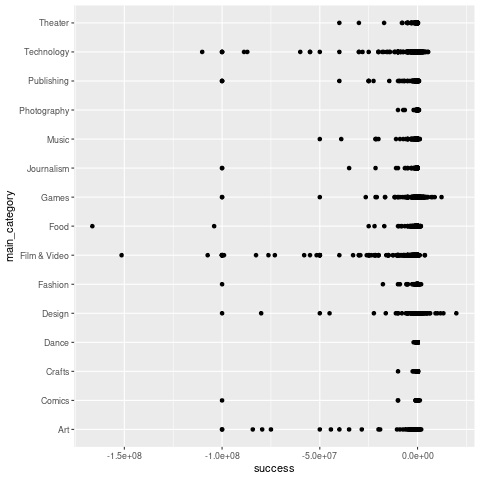 Theater
Technology
Publishing
Photography
Music
Journalism
Games
Food
Film & Video
Fashion
Design
Dance
Crafts
Comics
Art
main_category
-1.5e+08 -1.0e+08 -5.0e+07 0.0e+00
success